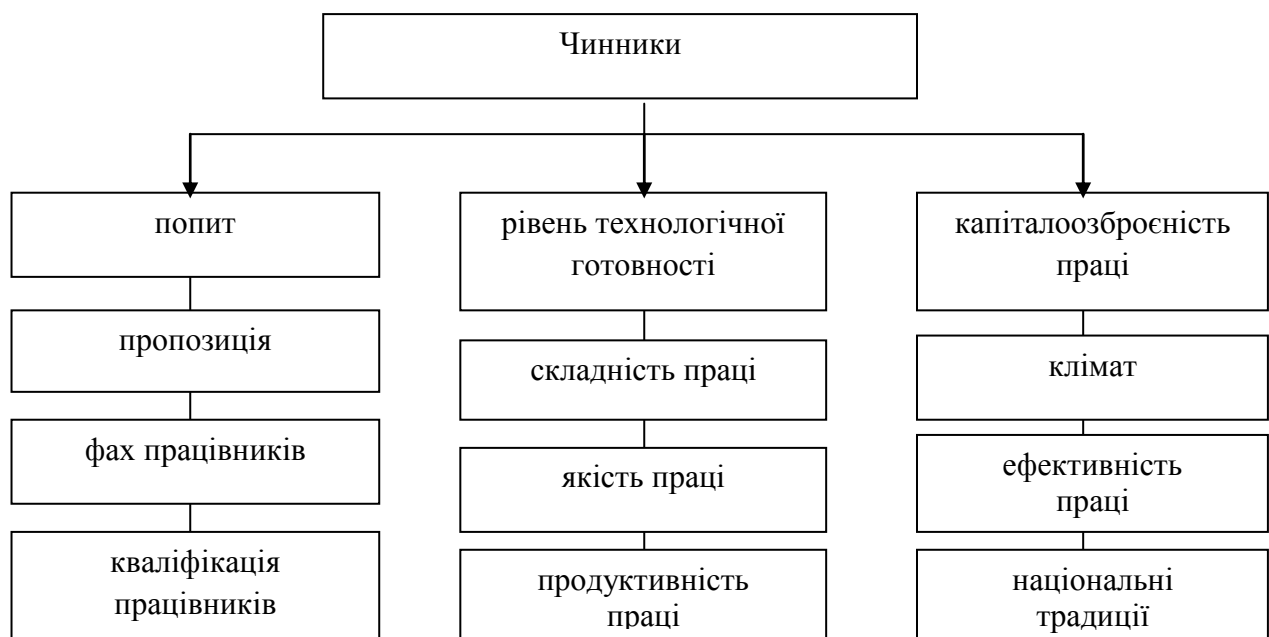 Чинники
попит
пропозиція
фах працівників
кваліфікація
працівників
рівень технологічної
готовності
складність праці
якість праці
продуктивність
праці
капіталоозброєність
праці
клімат
ефективність
праці
національні
традиції